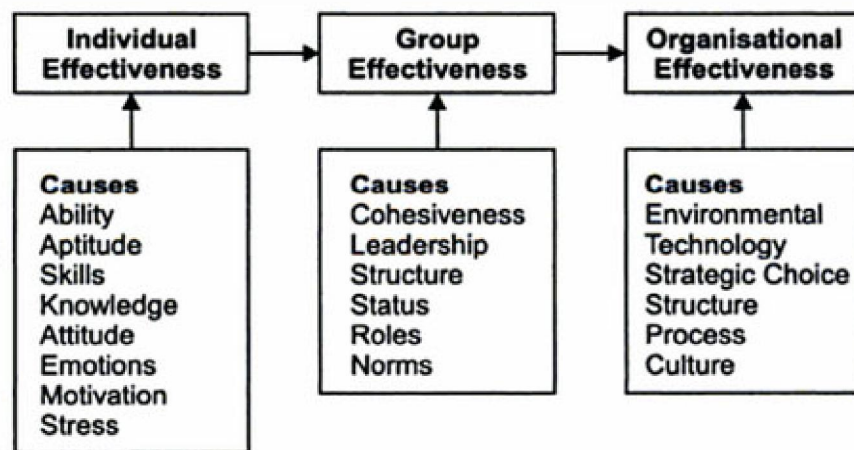 Individual
Effectiveness
Group
Effectiveness
Organisational
Effectiveness
Causes
Ability
Aptitude
Skills
Knowledge
Attitude
Emotions
Motivation
Stress
Causes
Cohesiveness
Leadership
Structure
Status
Roles
Norms
Causes
Environmental
Technology
Strategic Choice
Structure
Process
Culture